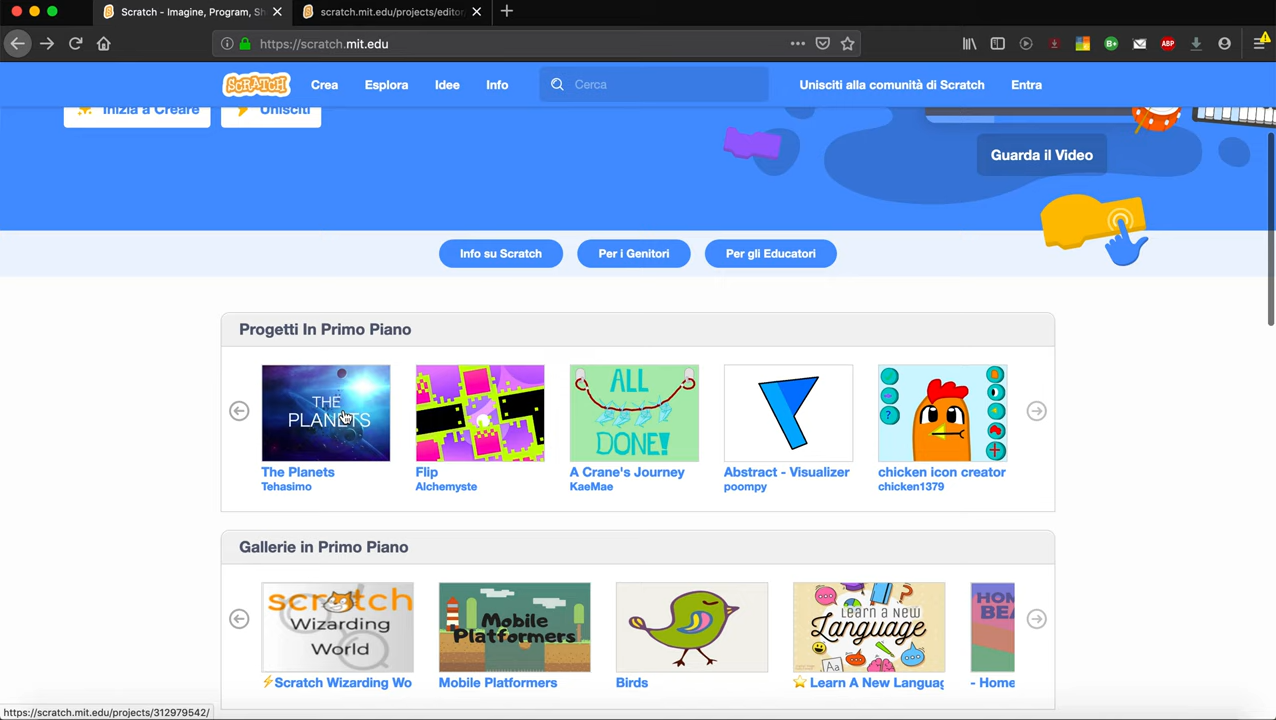 Scratch - Imagine, Program, Sh
scratch.mit.edu/projects/editor
https://scratch.mit.edu
ABP
SCRATCH
Crea
Esplora
Idee
Info
Cerca
Unisciti alla comunità di Scratch
Entra
Inizia a Creare
Unisciti
Guarda il Video
Info su Scratch
Per i Genitori
Per gli Educatori
Progetti In Primo Piano
THE
PLANETS
ALL
DONE!
The Planets
Tehasimo
Flip
Alchemyste
A Crane's Journey
KaeMae
Abstract - Visualizer
poompy
chicken icon creator
chicken1379
Gallerie in Primo Piano
scratch
Wizarding
World
Mobile
Platformers
LEARN A NEW
Language
HOM
BEA
⚡Scratch Wizarding Wo
Mobile Platformers
Birds
⭐ Learn A New Languag
- Home
https://scratch.mit.edu/projects/312979542/